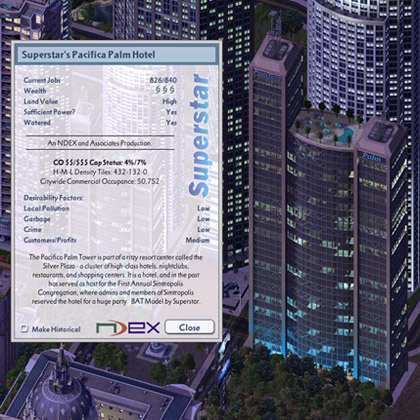 Superstar's Pacifica Palm Hotel
Current Jobs 826/840
Wealth § § §
Land Value High
Sufficient Power? Yes
Watered Yes
An NDEX and Associates Production.
CO §§/§§§ Cap Status: 4%/7%
H-M-L Density Tiles: 432-132-0
Citywide Commercial Occupance: 50,752
Desirability Factors:
Local Pollution Low
Garbage Low
Crime Low
Customers/Profits Medium
The Pacifica Palm Tower is part of a ritzy resort center called the
Silver Plaza - a cluster of high-class hotels, nightclubs,
restaurants, and shopping centers. It is a hotel, and in the past
has served as host for the First Annual Simtropolis
Congregation, where admins and members of Simtropolis
reserved the hotel for a huge party. BAT Model by Superstar.
Make Historical
NDEX
Close
Superstar
Palm